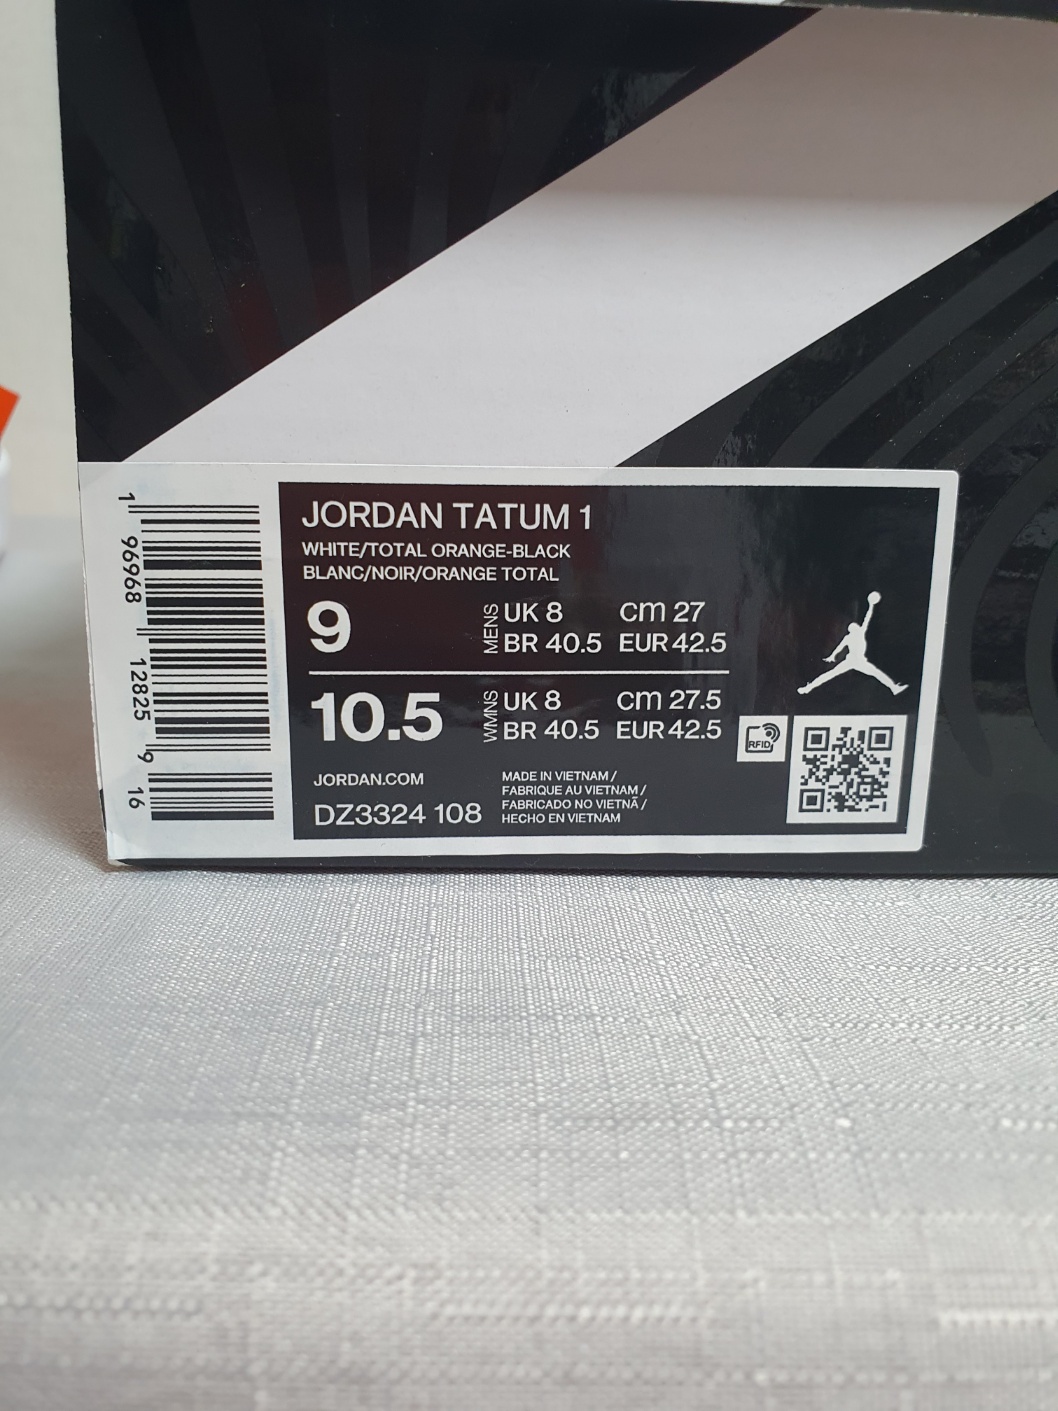 JORDAN TATUM 1
WHITE/TOTAL ORANGE-BLACK
BLANC/NOIR/ORANGE TOTAL
9 MENS UK 8 cm 27
BR 40.5 EUR 42.5
10.5 WMNS UK 8 cm 27.5
BR 40.5 EUR 42.5
RFID
JORDAN.COM
DZ3324 108
MADE IN VIETNAM /
FABRIQUE AU VIETNAM /
FABRICADO NO VIETNÃ /
HECHO EN VIETNAM
1 96968 12825 9 16